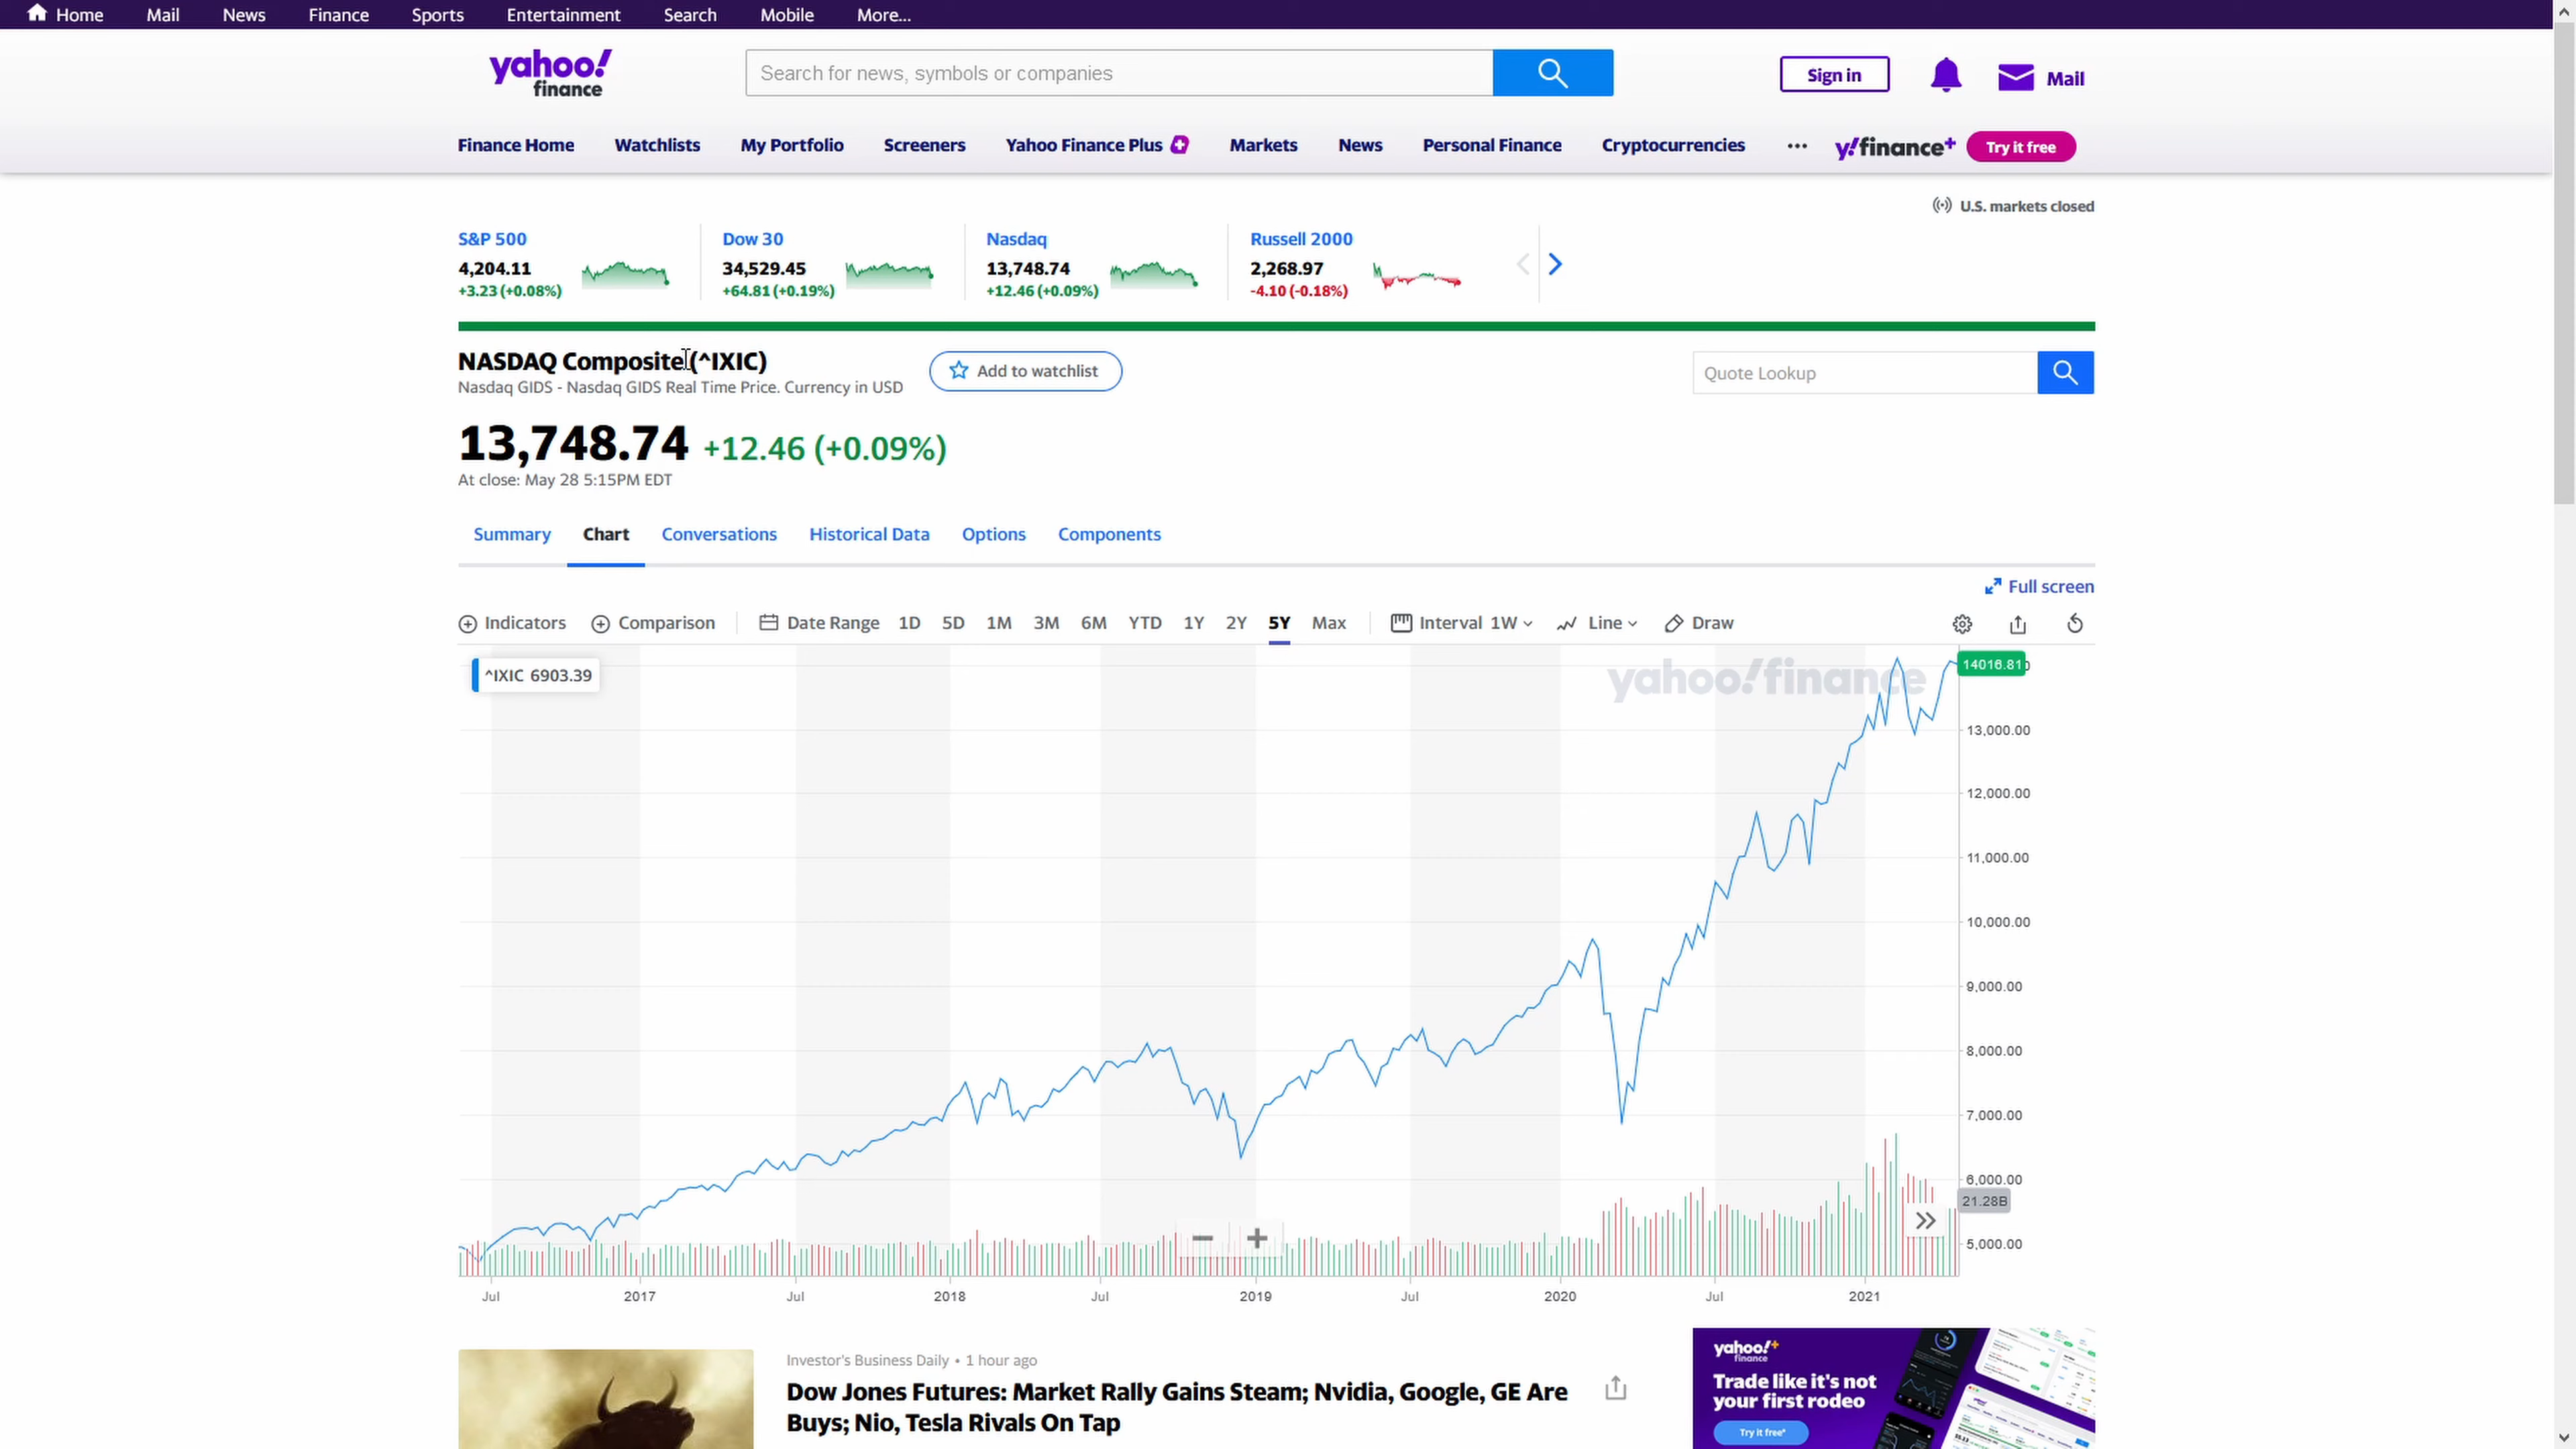 Home Mail News Finance Sports Entertainment Search Mobile More...
yahoo!
finance
Search for news, symbols or companies
Sign in
Mail
Finance Home Watchlists My Portfolio Screeners Yahoo Finance Plus Markets News Personal Finance Cryptocurrencies ... y!finance+ Try it free
U.S. markets closed
S&P 500
4,204.11
+3.23 (+0.08%)
Dow 30
34,529.45
+64.81 (+0.19%)
Nasdaq
13,748.74
+12.46 (+0.09%)
Russell 2000
2,268.97
-4.10 (-0.18%)
NASDAQ Composite (^IXIC)
Nasdaq GIDS - Nasdaq GIDS Real Time Price. Currency in USD
Add to watchlist
Quote Lookup
13,748.74 +12.46 (+0.09%)
At close: May 28 5:15PM EDT
Summary Chart Conversations Historical Data Options Components
Full screen
Indicators Comparison Date Range 1D 5D 1M 3M 6M YTD 1Y 2Y 5Y Max Interval 1W Line Draw
^IXIC 6903.39
yahoo!finance
14016.81
13,000.00
12,000.00
11,000.00
10,000.00
9,000.00
8,000.00
7,000.00
6,000.00
21.28B
5,000.00
Jul 2017 Jul 2018 Jul 2019 Jul 2020 Jul 2021
Investor's Business Daily • 1 hour ago
Dow Jones Futures: Market Rally Gains Steam; Nvidia, Google, GE Are
Buys; Nio, Tesla Rivals On Tap
yahoo!+
finance
Trade like it's not
your first rodeo
Try it free*